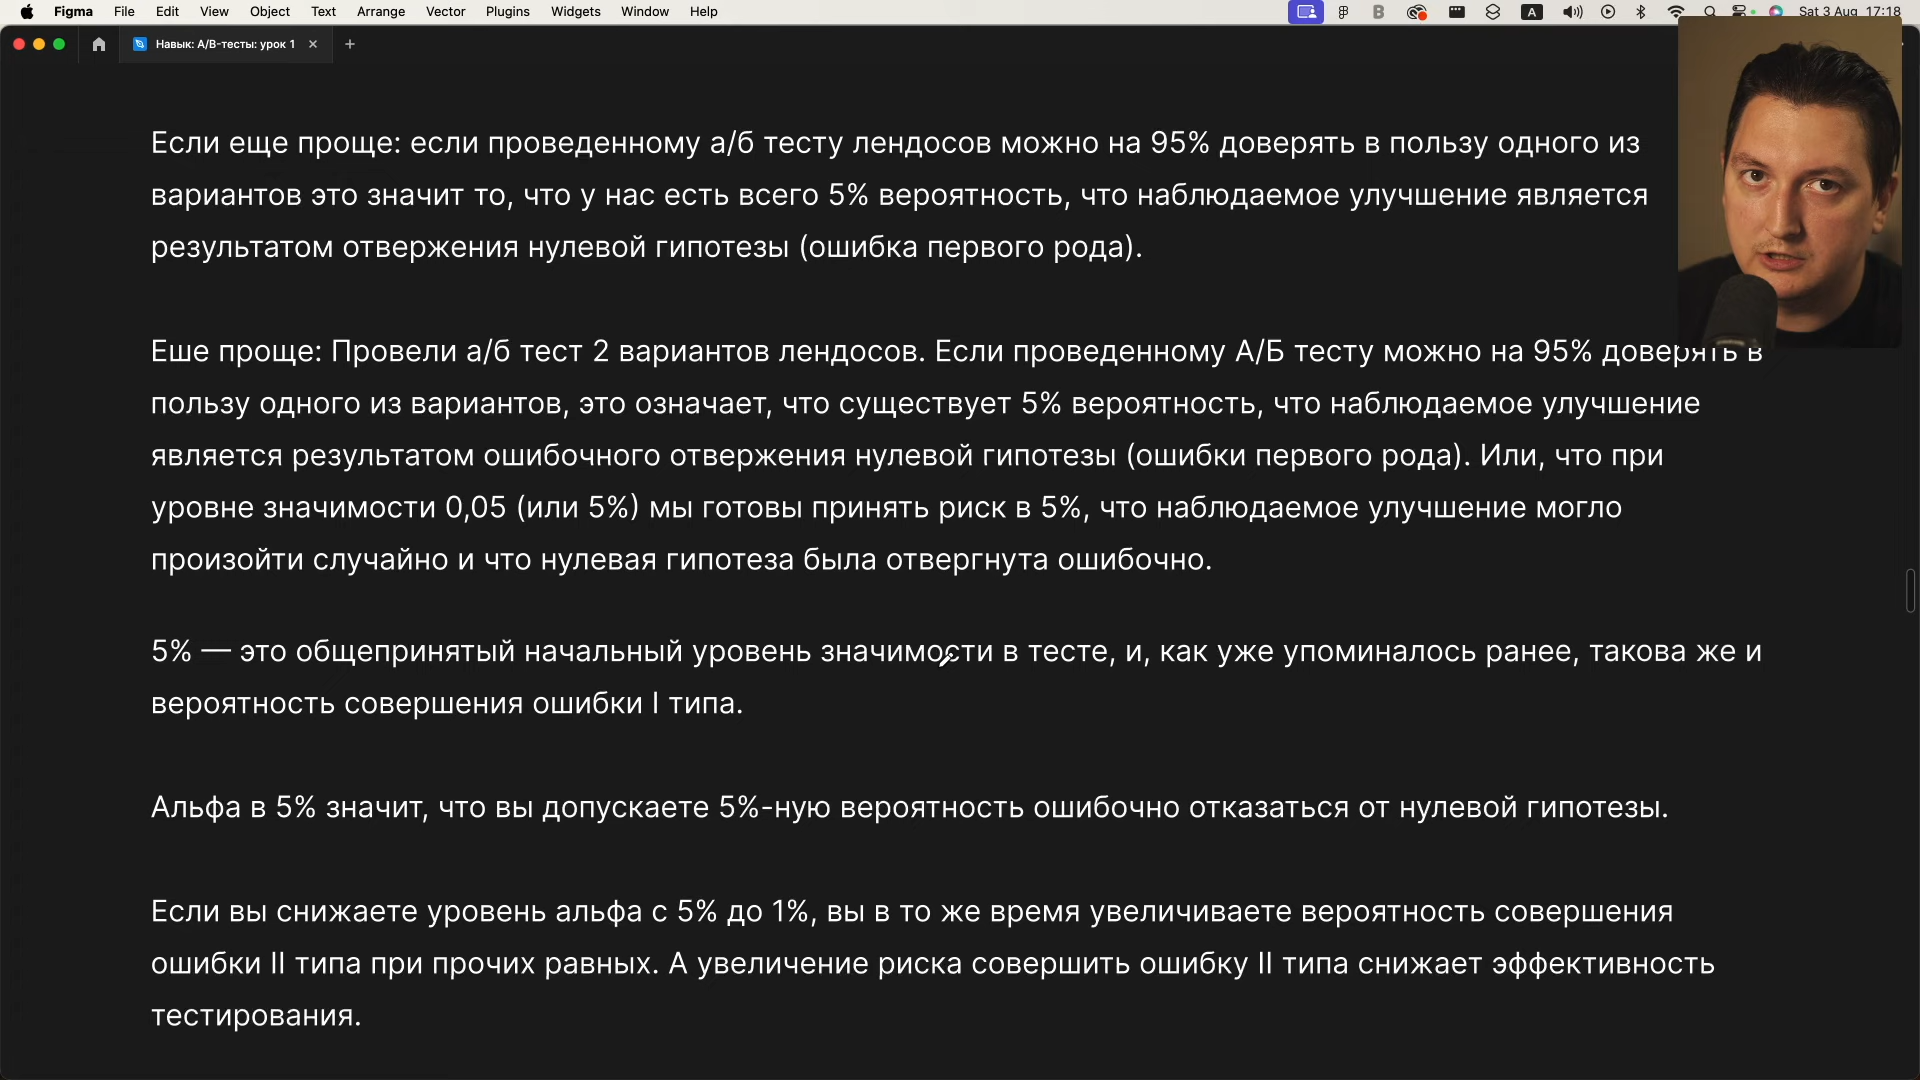 Figma File Edit View Object Text Arrange Vector Plugins Widgets Window Help A Sat 3 Aug 17:18
Навык: A/B-тесты: урок 1
Если еще проще: если проведенному а/б тесту лендосов можно на 95% доверять в пользу одного из
вариантов это значит то, что у нас есть всего 5% вероятность, что наблюдаемое улучшение является
результатом отвержения нулевой гипотезы (ошибка первого рода).
Еше проще: Провели а/б тест 2 вариантов лендосов. Если проведенному А/Б тесту можно на 95% доверять в
пользу одного из вариантов, это означает, что существует 5% вероятность, что наблюдаемое улучшение
является результатом ошибочного отвержения нулевой гипотезы (ошибки первого рода). Или, что при
уровне значимости 0,05 (или 5%) мы готовы принять риск в 5%, что наблюдаемое улучшение могло
произойти случайно и что нулевая гипотеза была отвергнута ошибочно.
5% — это общепринятый начальный уровень значимости в тесте, и, как уже упоминалось ранее, такова же и
вероятность совершения ошибки I типа.
Альфа в 5% значит, что вы допускаете 5%-ную вероятность ошибочно отказаться от нулевой гипотезы.
Если вы снижаете уровень альфа с 5% до 1%, вы в то же время увеличиваете вероятность совершения
ошибки II типа при прочих равных. А увеличение риска совершить ошибку II типа снижает эффективность
тестирования.